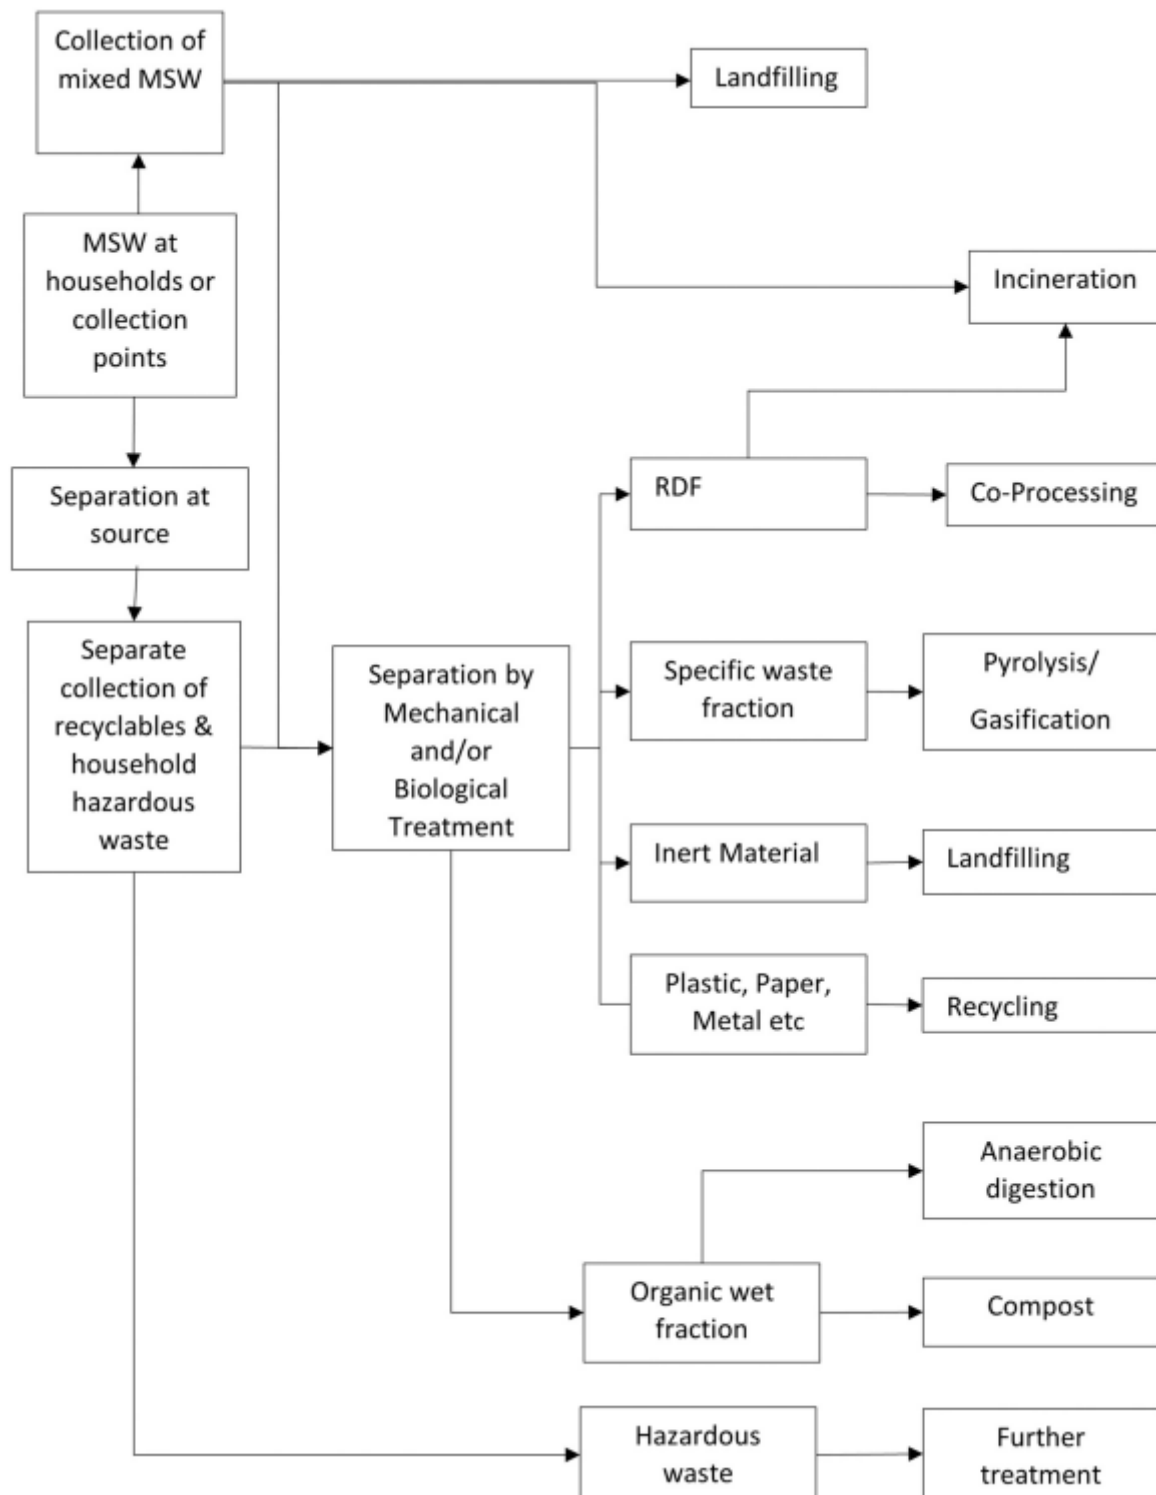 Collection of
mixed MSW
Landfilling
MSW at
households or
collection
points
Incineration
Separation at
source
RDF
Co-Processing
Separate
collection of
recyclables &
household
hazardous
waste
Separation by
Mechanical
and/or
Biological
Treatment
Specific waste
fraction
Pyrolysis/
Gasification
Inert Material
Landfilling
Plastic, Paper,
Metal etc
Recycling
Anaerobic
digestion
Organic wet
fraction
Compost
Hazardous
waste
Further
treatment